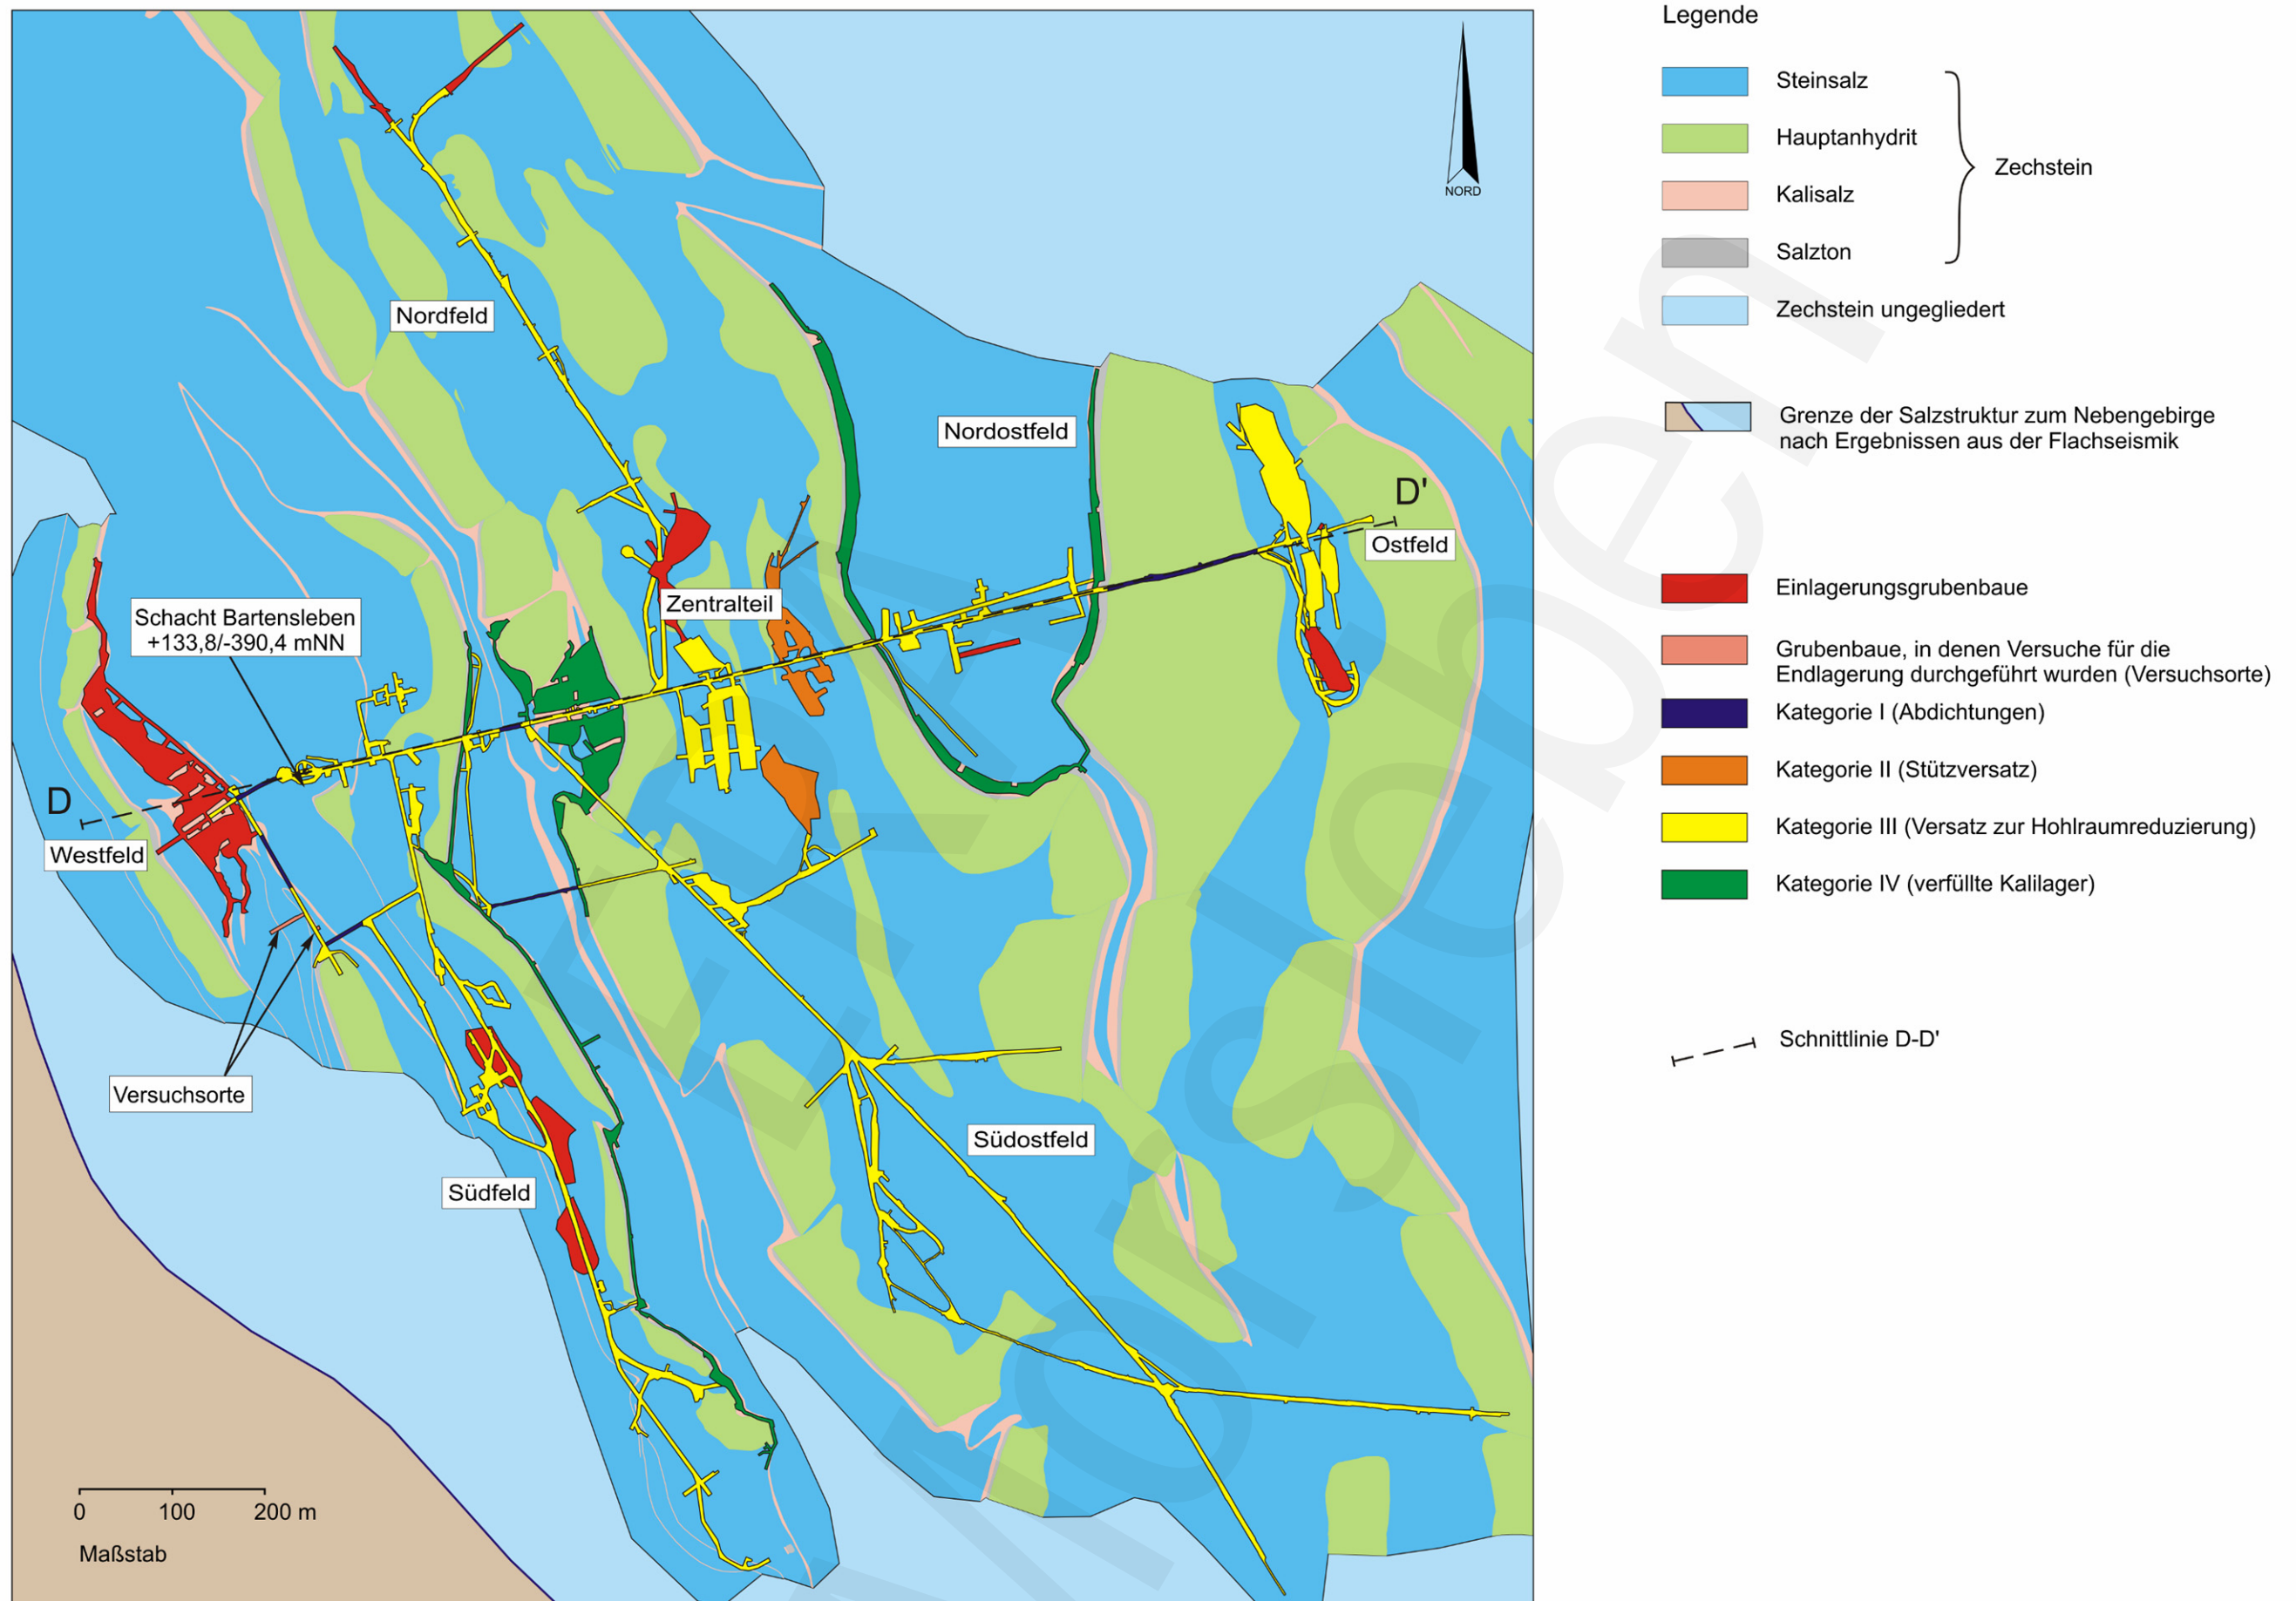 Legende
Steinsalz
Hauptanhydrit
Kalisalz
Salzton
Zechstein
Zechstein ungegliedert
Grenze der Salzstruktur zum Nebengebirge
nach Ergebnissen aus der Flachseismik
Einlagerungsgrubenbaue
Grubenbaue, in denen Versuche für die
Endlagerung durchgeführt wurden (Versuchsorte)
Kategorie I (Abdichtungen)
Kategorie II (Stützversatz)
Kategorie III (Versatz zur Hohlraumreduzierung)
Kategorie IV (verfüllte Kalilager)
Schnittlinie D-D'
NORD
Nordfeld
Nordostfeld
D'
Ostfeld
Zentralteil
Schacht Bartensleben
+133,8/-390,4 mNN
D
Westfeld
Versuchsorte
Südostfeld
Südfeld
0 100 200 m
Maßstab
ERA
Morsleben